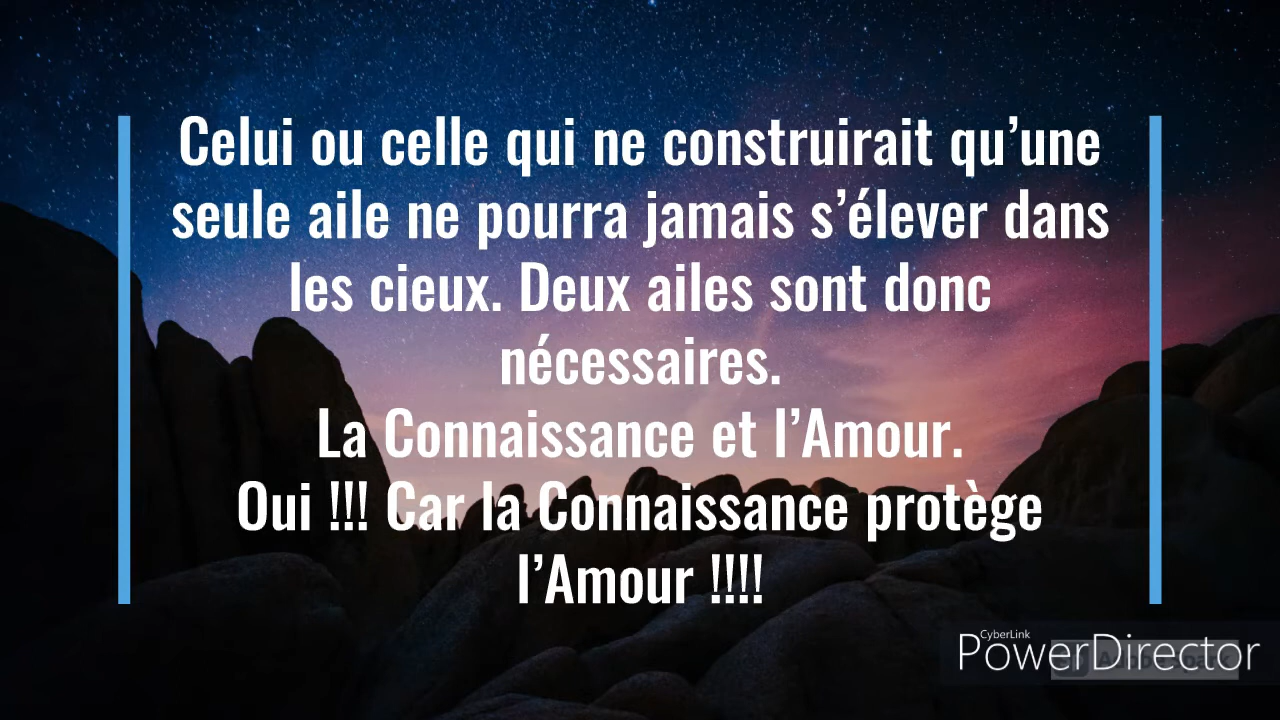 Celui ou celle qui ne construirait qu’une
seule aile ne pourra jamais s’élever dans
les cieux. Deux ailes sont donc
nécessaires.
La Connaissance et l’Amour.
Oui !!! Car la Connaissance protège
l’Amour !!!!
CyberLink
PowerDirector